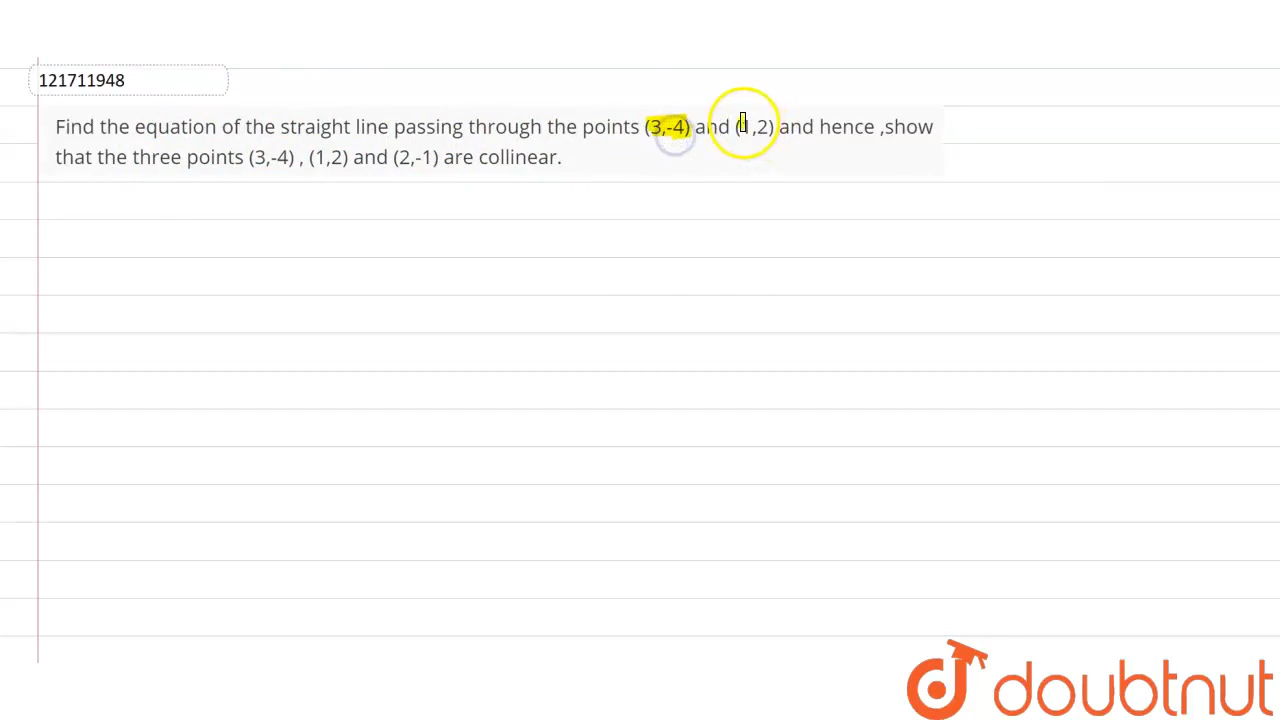 121711948
Find the equation of the straight line passing through the points (3,-4) and (1,2) and hence ,show
that the three points (3,-4) , (1,2) and (2,-1) are collinear.
doubtnut